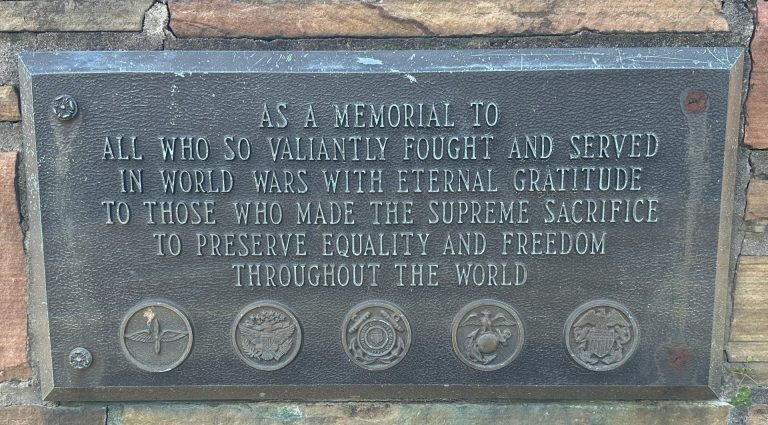 AS A MEMORIAL TO
ALL WHO SO VALIANTLY FOUGHT AND SERVED
IN WORLD WARS WITH ETERNAL GRATITUDE
TO THOSE WHO MADE THE SUPREME SACRIFICE
TO PRESERVE EQUALITY AND FREEDOM
THROUGHOUT THE WORLD